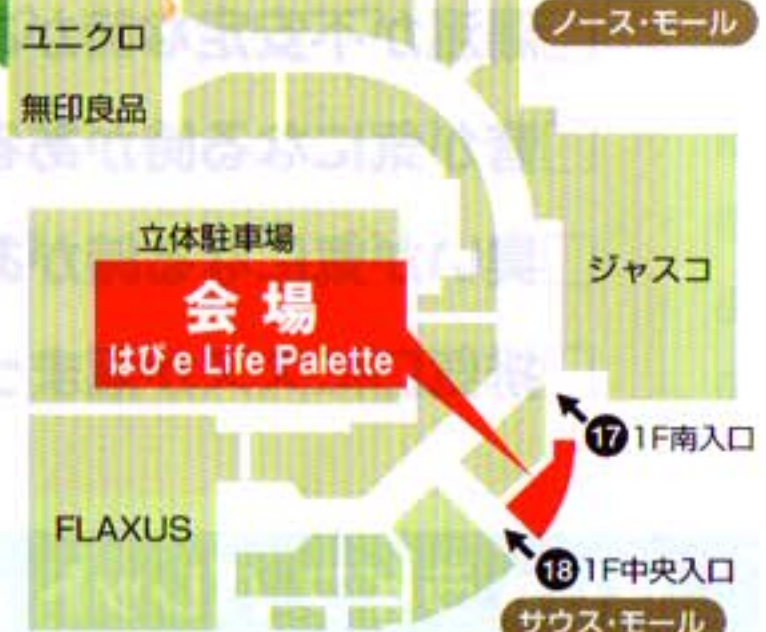 ノース・モール
ユニクロ
無印良品
立体駐車場
ジャスコ
会場
はぴe Life Palette
17 1F南入口
FLAXUS
18 1F中央入口
サウス・モール